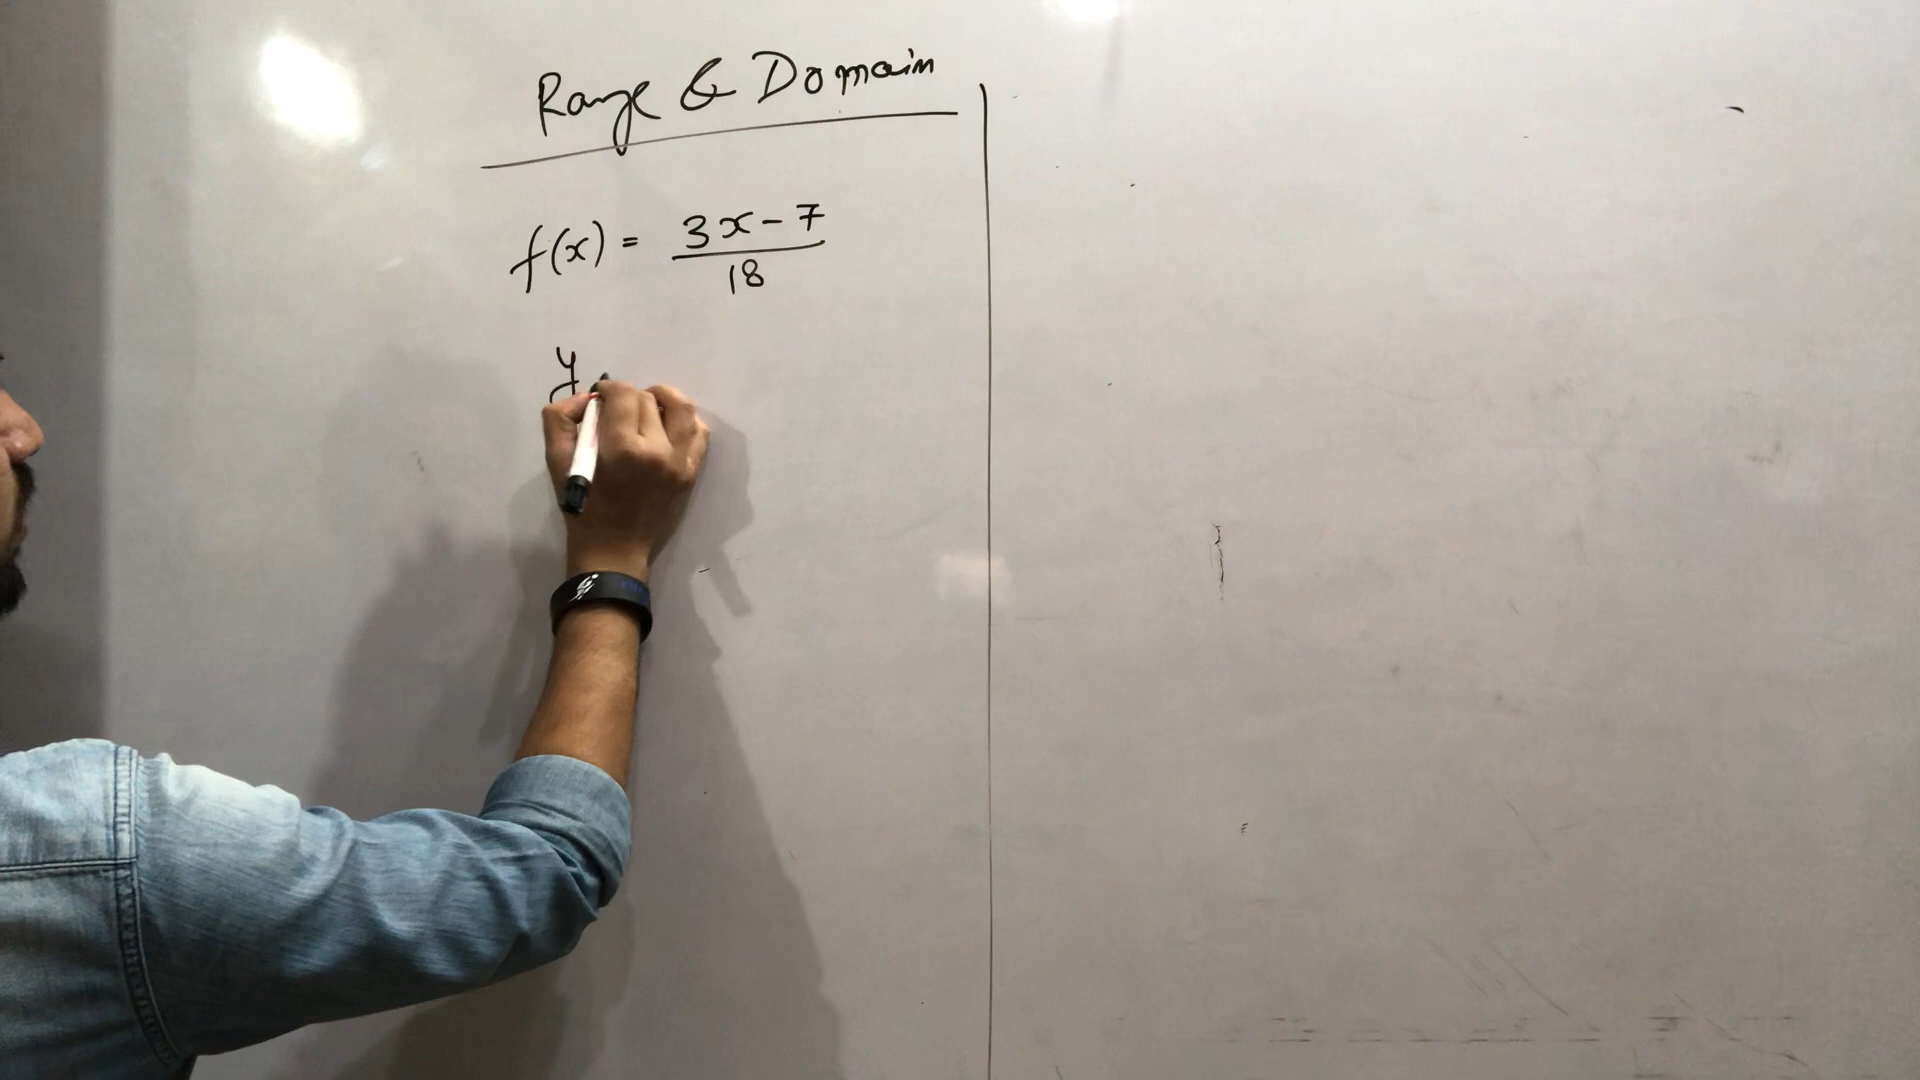 Range & Domain
f(x) = 3x-7/18
y